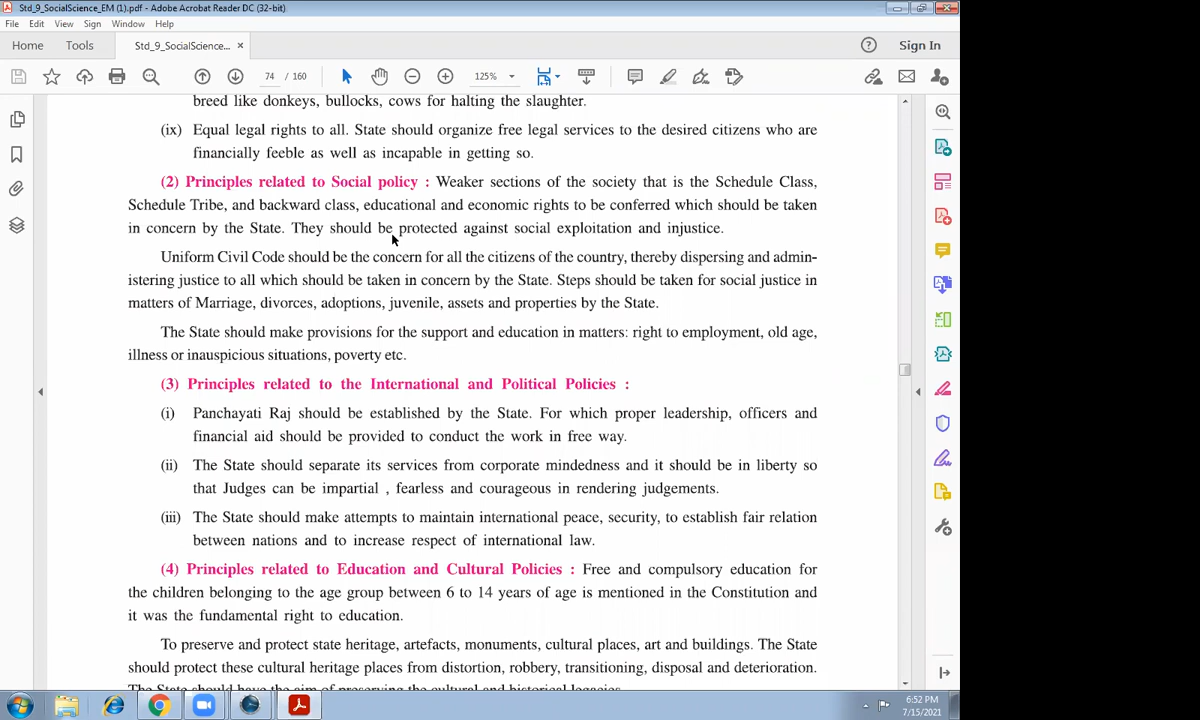 Std_9_SocialScience_EM (1).pdf - Adobe Acrobat Reader DC (32-bit)
File Edit View Sign Window Help
Home Tools Std_9_SocialScience... × Sign In
74 / 160 125%
breed like donkeys, bullocks, cows for halting the slaughter.
(ix) Equal legal rights to all. State should organize free legal services to the desired citizens who are
financially feeble as well as incapable in getting so.
(2) Principles related to Social policy : Weaker sections of the society that is the Schedule Class,
Schedule Tribe, and backward class, educational and economic rights to be conferred which should be taken
in concern by the State. They should be protected against social exploitation and injustice.
Uniform Civil Code should be the concern for all the citizens of the country, thereby dispersing and admin-
istering justice to all which should be taken in concern by the State. Steps should be taken for social justice in
matters of Marriage, divorces, adoptions, juvenile, assets and properties by the State.
The State should make provisions for the support and education in matters: right to employment, old age,
illness or inauspicious situations, poverty etc.
(3) Principles related to the International and Political Policies :
(i) Panchayati Raj should be established by the State. For which proper leadership, officers and
financial aid should be provided to conduct the work in free way.
(ii) The State should separate its services from corporate mindedness and it should be in liberty so
that Judges can be impartial , fearless and courageous in rendering judgements.
(iii) The State should make attempts to maintain international peace, security, to establish fair relation
between nations and to increase respect of international law.
(4) Principles related to Education and Cultural Policies : Free and compulsory education for
the children belonging to the age group between 6 to 14 years of age is mentioned in the Constitution and
it was the fundamental right to education.
To preserve and protect state heritage, artefacts, monuments, cultural places, art and buildings. The State
should protect these cultural heritage places from distortion, robbery, transitioning, disposal and deterioration.
The State should have the aim of preserving the cultural and historical legacies.
6:52 PM
7/15/2021